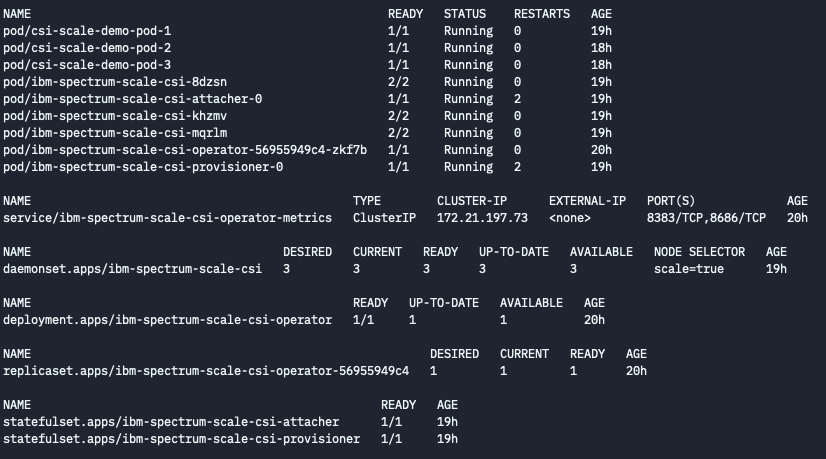 NAME READY STATUS RESTARTS AGE
pod/csi-scale-demo-pod-1 1/1 Running 0 19h
pod/csi-scale-demo-pod-2 1/1 Running 0 18h
pod/csi-scale-demo-pod-3 1/1 Running 0 18h
pod/ibm-spectrum-scale-csi-8dzsn 2/2 Running 0 19h
pod/ibm-spectrum-scale-csi-attacher-0 1/1 Running 2 19h
pod/ibm-spectrum-scale-csi-khzmv 2/2 Running 0 19h
pod/ibm-spectrum-scale-csi-mqrlm 2/2 Running 0 19h
pod/ibm-spectrum-scale-csi-operator-56955949c4-zkf7b 1/1 Running 0 20h
pod/ibm-spectrum-scale-csi-provisioner-0 1/1 Running 2 19h
NAME TYPE CLUSTER-IP EXTERNAL-IP PORT(S) AGE
service/ibm-spectrum-scale-csi-operator-metrics ClusterIP 172.21.197.73 <none> 8383/TCP,8686/TCP 20h
NAME DESIRED CURRENT READY UP-TO-DATE AVAILABLE NODE SELECTOR AGE
daemonset.apps/ibm-spectrum-scale-csi 3 3 3 3 3 scale=true 19h
NAME READY UP-TO-DATE AVAILABLE AGE
deployment.apps/ibm-spectrum-scale-csi-operator 1/1 1 1 20h
NAME DESIRED CURRENT READY AGE
replicaset.apps/ibm-spectrum-scale-csi-operator-56955949c4 1 1 1 20h
NAME READY AGE
statefulset.apps/ibm-spectrum-scale-csi-attacher 1/1 19h
statefulset.apps/ibm-spectrum-scale-csi-provisioner 1/1 19h